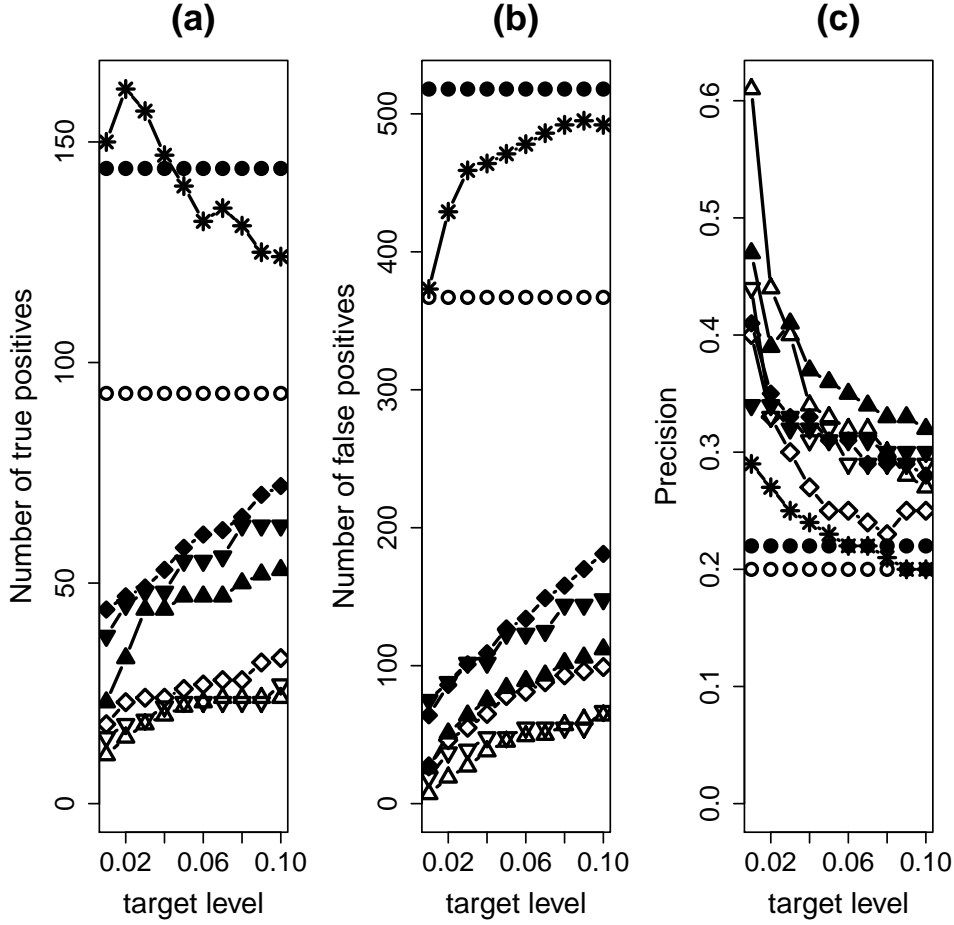 (a)
Number of true positives
0
50
100
150
0.02
0.06
0.10
target level
(b)
Number of false positives
0
100
200
300
400
500
0.02
0.06
0.10
target level
(c)
Precision
0.0
0.1
0.2
0.3
0.4
0.5
0.6
0.02
0.06
0.10
target level